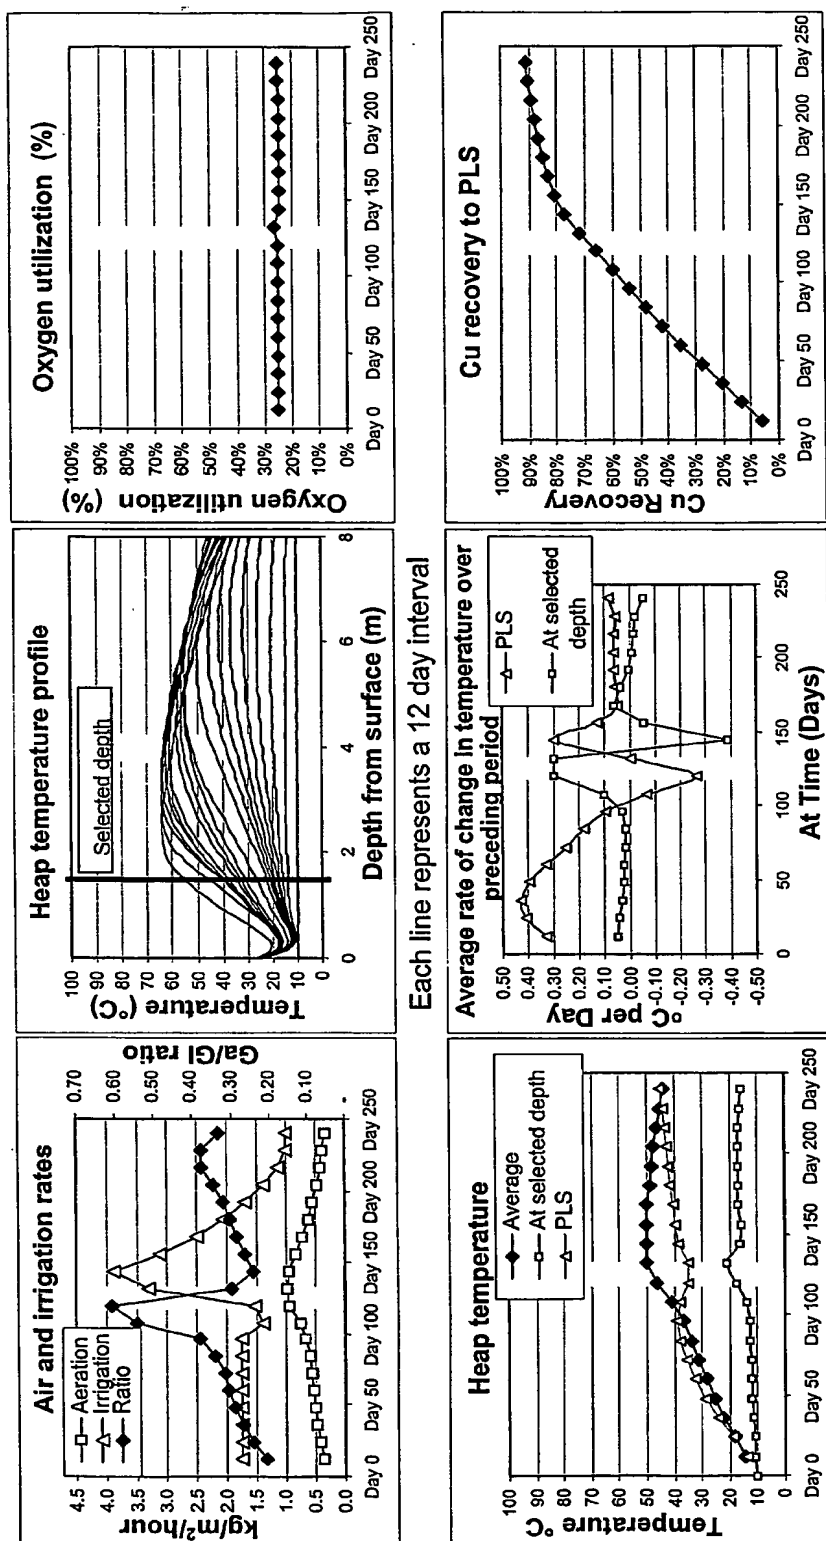 Air and irrigation rates
Aeration
Irrigation
Ratio
kg/m²/hour
4.5
4.0
3.5
3.0
2.5
2.0
1.5
1.0
0.5
0.0
Ga/Gl ratio
0.70
0.60
0.50
0.40
0.30
0.20
0.10
-
Day 0
Day 50
Day 100
Day 150
Day 200
Day 250
Heap temperature profile
Selected depth
Temperature (°C)
100
90
80
70
60
50
40
30
20
10
0
0
2
4
6
8
Depth from surface (m)
Each line represents a 12 day interval
Oxygen utilization (%)
Oxygen utilization (%)
100%
90%
80%
70%
60%
50%
40%
30%
20%
10%
0%
Day 0
Day 50
Day 100
Day 150
Day 200
Day 250
Heap temperature
Average
At selected depth
PLS
Temperature °C
100
90
80
70
60
50
40
30
20
10
0
Day 0
Day 50
Day 100
Day 150
Day 200
Day 250
Average rate of change in temperature over
preceding period
PLS
At selected
depth
°C per Day
0.50
0.40
0.30
0.20
0.10
0.00
-0.10
-0.20
-0.30
-0.40
-0.50
0
50
100
150
200
250
At Time (Days)
Cu recovery to PLS
Cu Recovery
100%
90%
80%
70%
60%
50%
40%
30%
20%
10%
0%
Day 0
Day 50
Day 100
Day 150
Day 200
Day 250